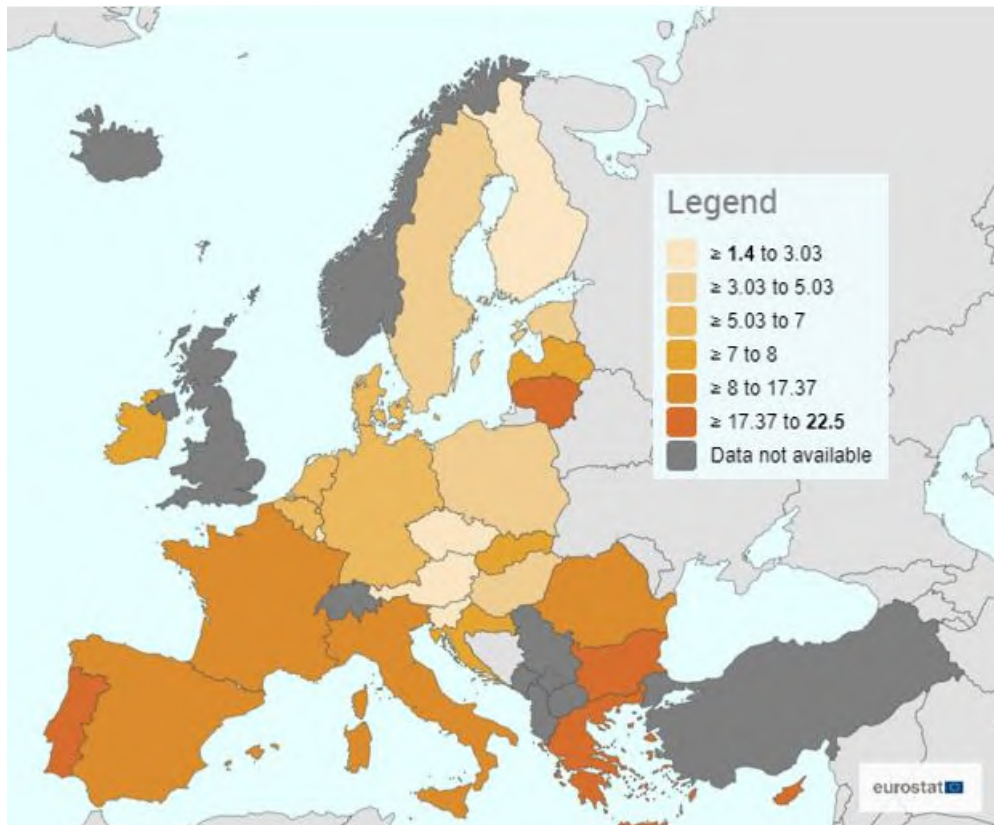 Legend
≥ 1.4 to 3.03
≥ 3.03 to 5.03
≥ 5.03 to 7
≥ 7 to 8
≥ 8 to 17.37
≥ 17.37 to 22.5
Data not available
eurostat